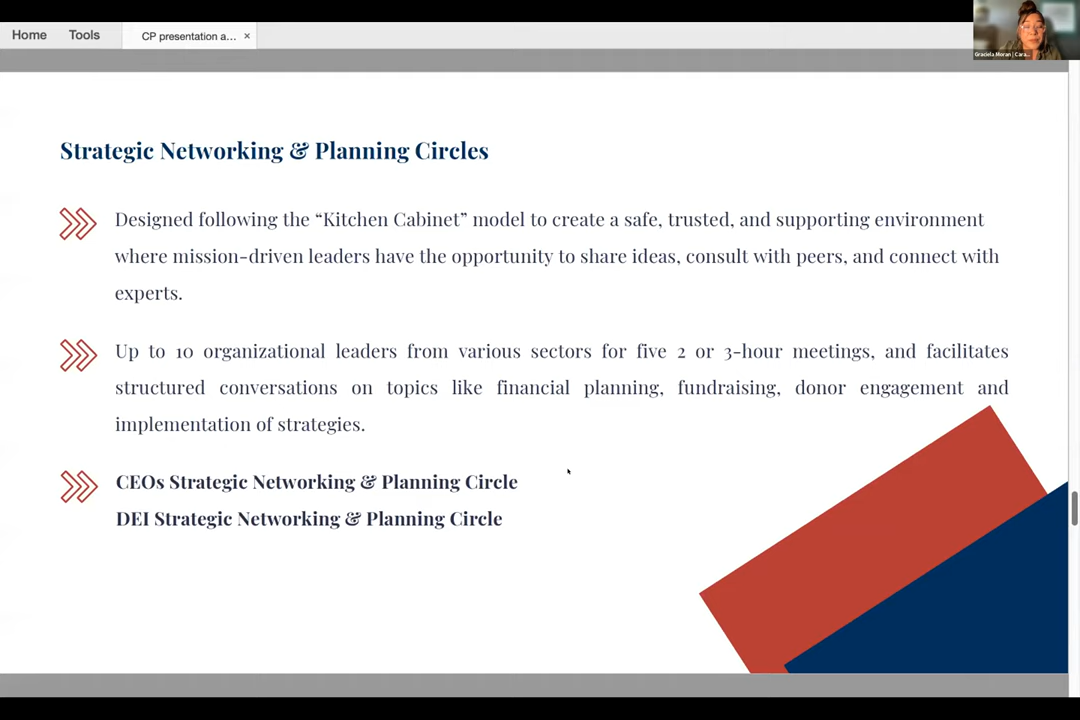 Home Tools CP presentation a... ×
Graciela Moran | Cara...
Strategic Networking & Planning Circles
Designed following the “Kitchen Cabinet” model to create a safe, trusted, and supporting environment
where mission-driven leaders have the opportunity to share ideas, consult with peers, and connect with
experts.
Up to 10 organizational leaders from various sectors for five 2 or 3-hour meetings, and facilitates
structured conversations on topics like financial planning, fundraising, donor engagement and
implementation of strategies.
CEOs Strategic Networking & Planning Circle
DEI Strategic Networking & Planning Circle